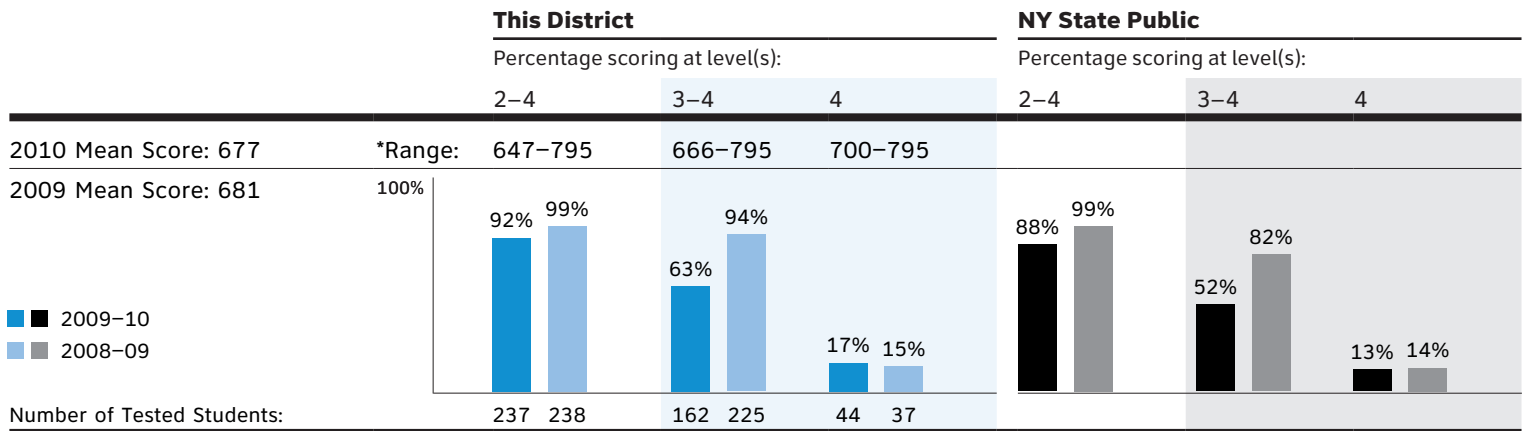 This District NY State Public
Percentage scoring at level(s): Percentage scoring at level(s):
2–4 3–4 4 2–4 3–4 4
2010 Mean Score: 677 *Range: 647–795 666–795 700–795
2009 Mean Score: 681 100%
92% 99% 63% 94% 17% 15% 88% 99% 52% 82% 13% 14%
2009–10
2008–09
Number of Tested Students: 237 238 162 225 44 37